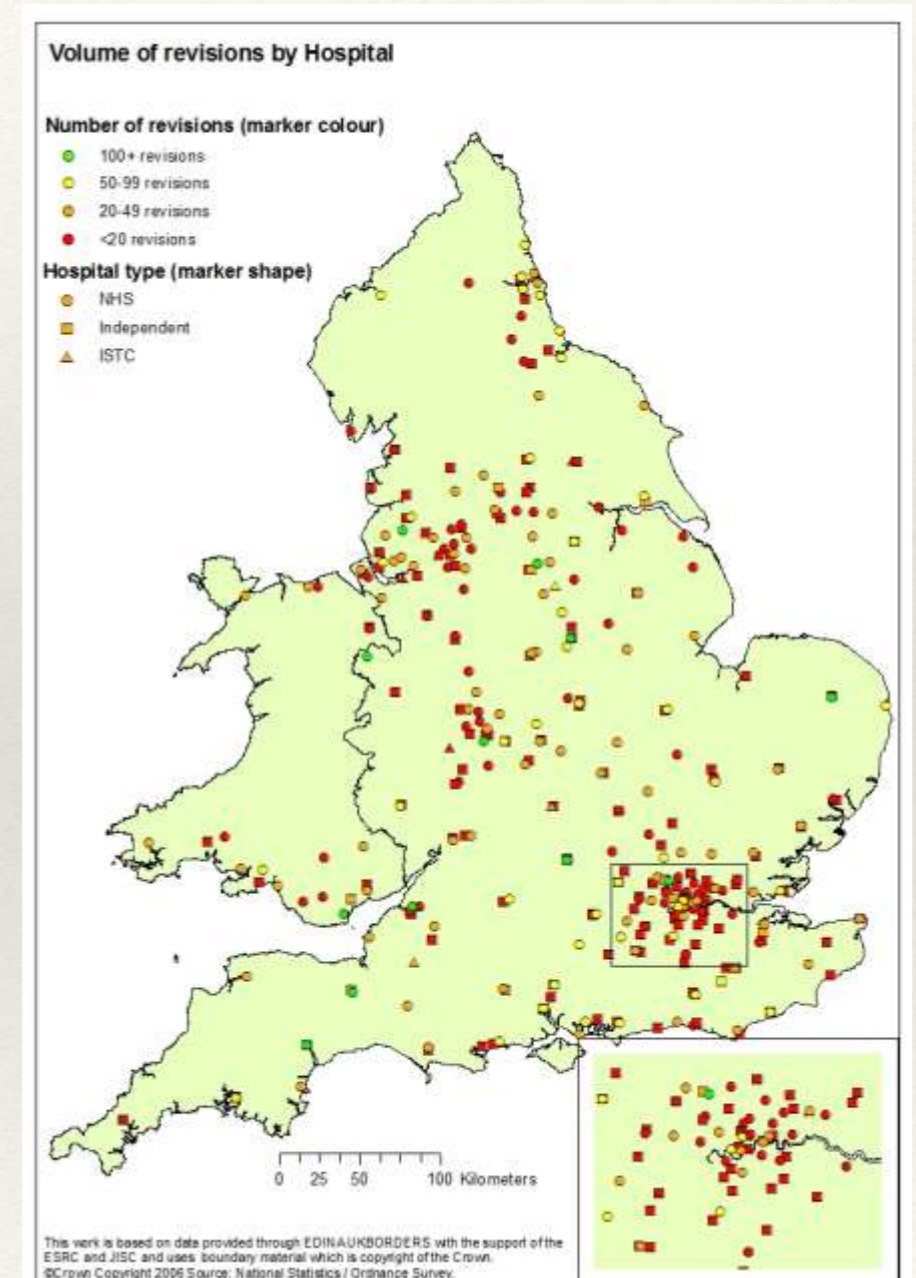 Volume of revisions by Hospital
Number of revisions (marker colour)
100+ revisions
50-99 revisions
20-49 revisions
<20 revisions
Hospital type (marker shape)
NHS
Independent
ISTC
0 25 50 100 Kilometers
This work is based on data provided through EDINAUKBORDERS with the support of the
ESRC and JISC and uses boundary material which is copyright of the Crown.
©Crown Copyright 2006 Source: National Statistics / Ordnance Survey.